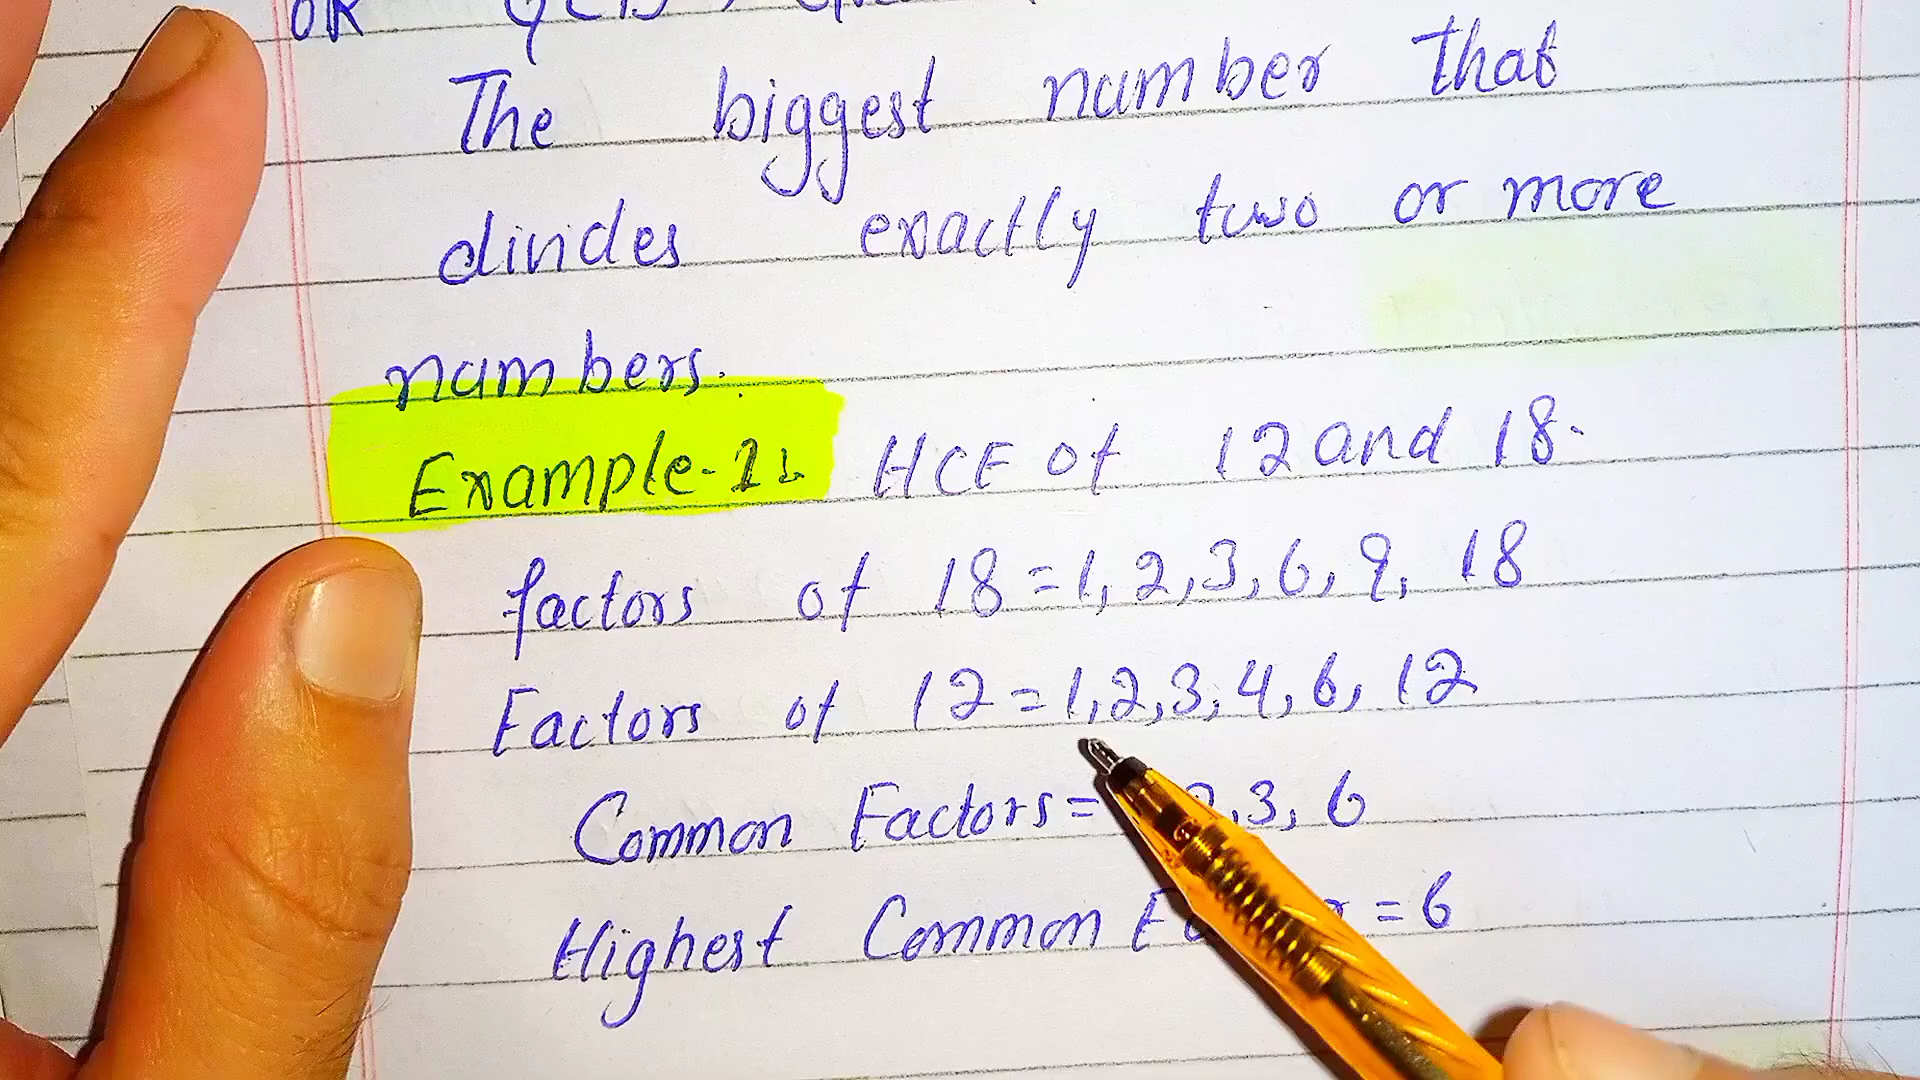 OR
The biggest number that
divides exactly two or more
numbers.
Example-1:
HCF of 12 and 18.
factors of 18 = 1, 2, 3, 6, 9, 18
Factors of 12 = 1, 2, 3, 4, 6, 12
Common Factors = 2, 3, 6
Highest Common = 6